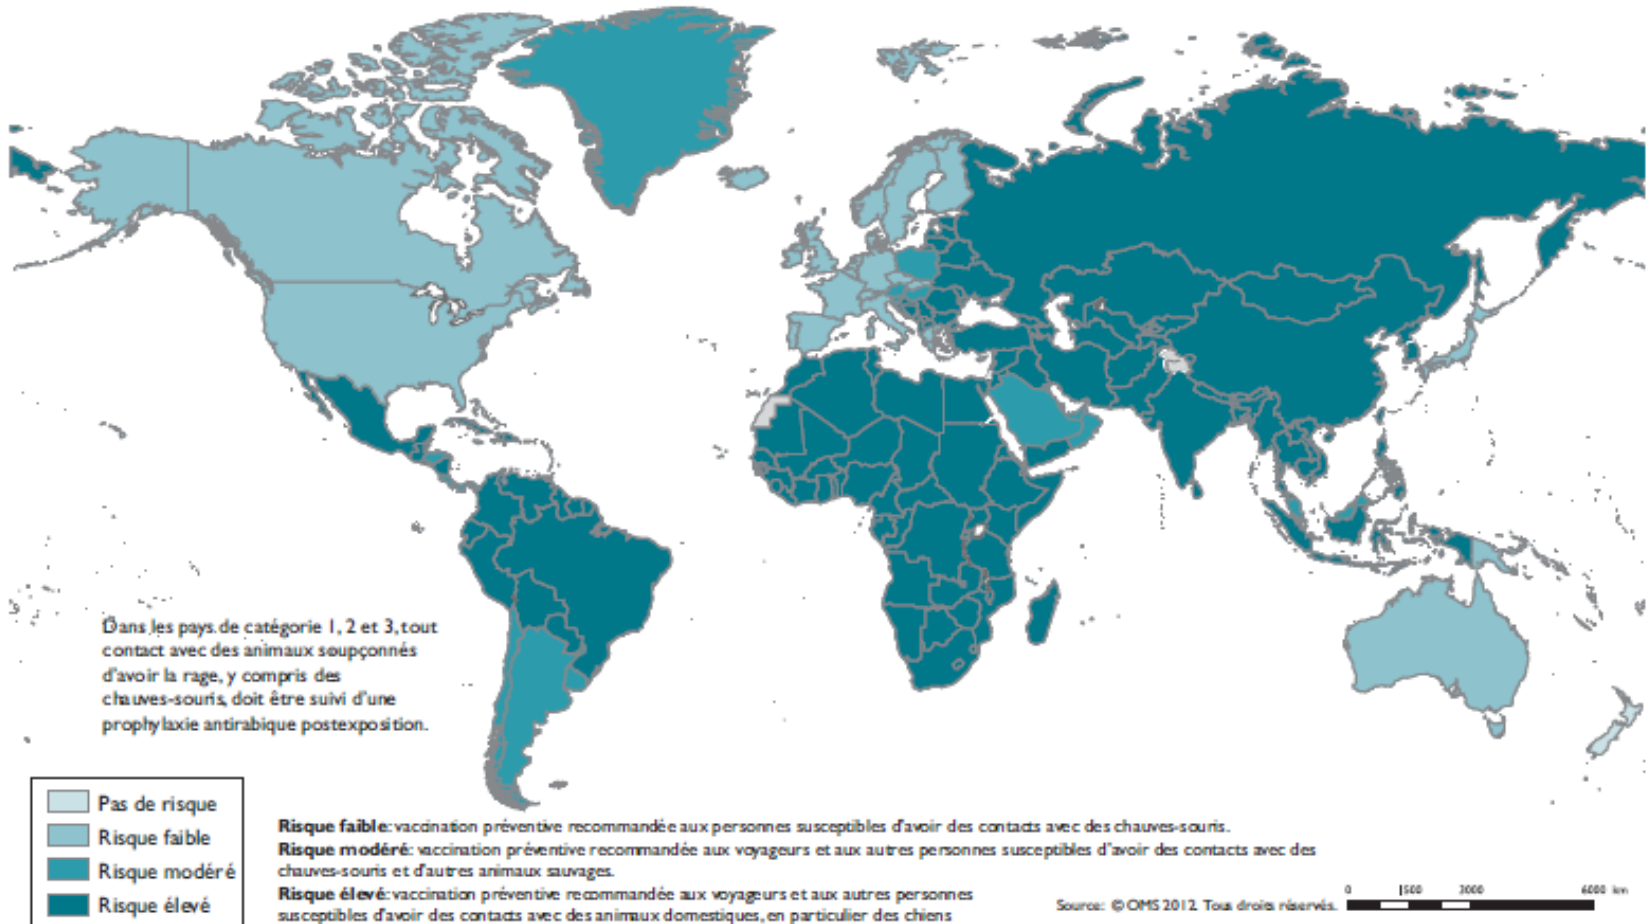 Dans les pays de catégorie 1, 2 et 3, tout
contact avec des animaux soupçonnés
d'avoir la rage, y compris des
chauves-souris, doit être suivi d'une
prophylaxie antirabique postexposition.
Pas de risque
Risque faible
Risque modéré
Risque élevé
Risque faible: vaccination préventive recommandée aux personnes susceptibles d'avoir des contacts avec des chauves-souris.
Risque modéré: vaccination préventive recommandée aux voyageurs et aux autres personnes susceptibles d'avoir des contacts avec des
chauves-souris et d'autres animaux sauvages.
Risque élevé: vaccination préventive recommandée aux voyageurs et aux autres personnes
susceptibles d'avoir des contacts avec des animaux domestiques, en particulier des chiens
Source: © OMS 2012. Tous droits réservés.
0 1500 3000 6000 km